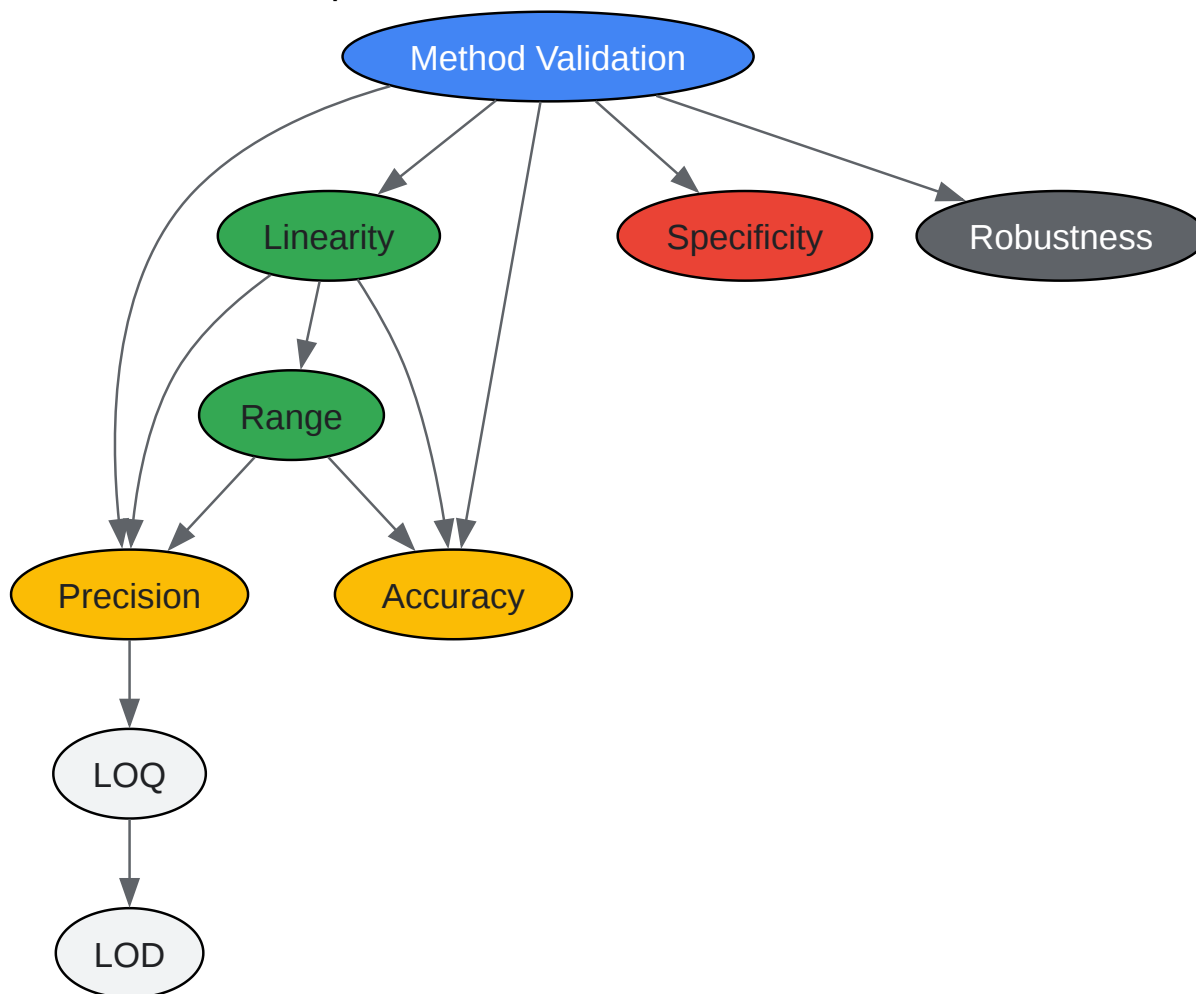 Method Validation
Linearity
Specificity
Robustness
Range
Precision
Accuracy
LOQ
LOD